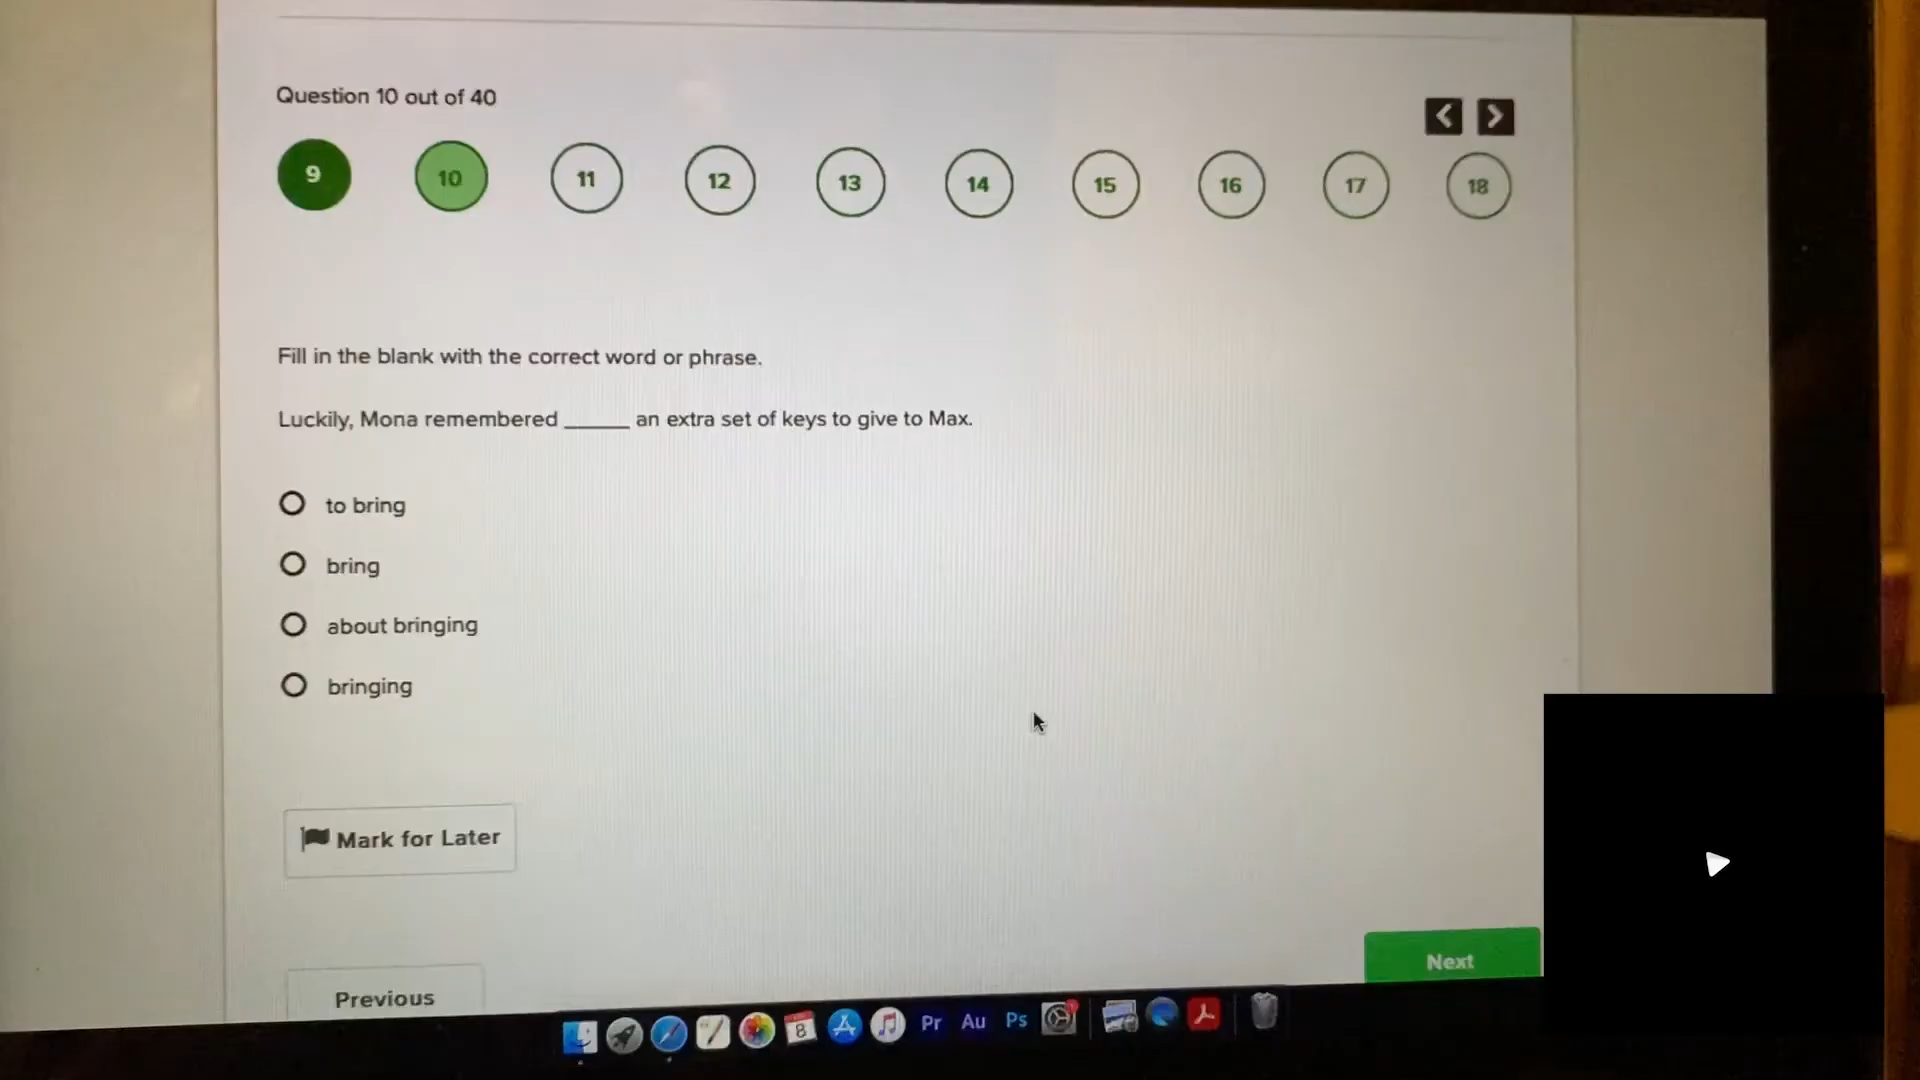 Question 10 out of 40
9 10 11 12 13 14 15 16 17 18
Fill in the blank with the correct word or phrase.
Luckily, Mona remembered ______ an extra set of keys to give to Max.
to bring
bring
about bringing
bringing
Mark for Later
Next
Previous
8 Pr Au Ps